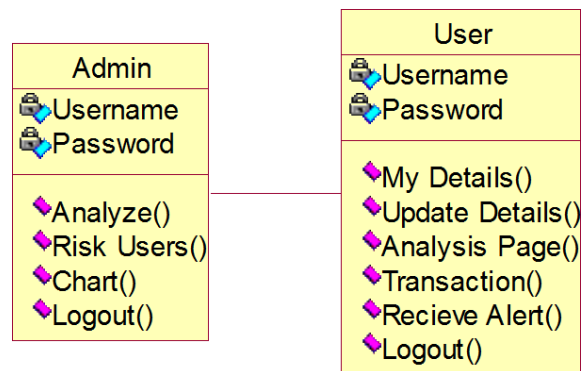 Admin
Username
Password
Analyze()
Risk Users()
Chart()
Logout()
User
Username
Password
My Details()
Update Details()
Analysis Page()
Transaction()
Recieve Alert()
Logout()